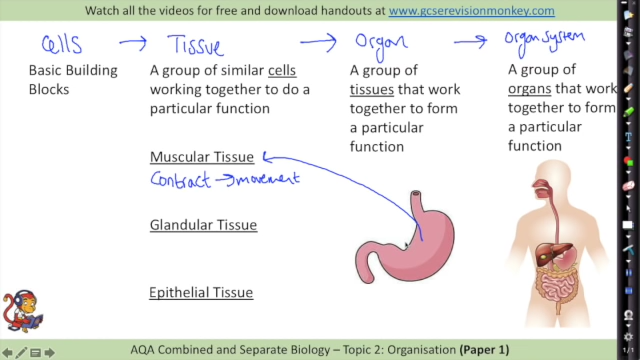 Watch all the videos for free and download handouts at www.gcserevisionmonkey.com
Cells → Tissue → Organ → Organ System
Basic Building
Blocks
A group of similar cells
working together to do a
particular function
A group of
tissues that work
together to form
a particular
function
A group of
organs that work
together to form
a particular
function
Muscular Tissue
Contract → movement
Glandular Tissue
Epithelial Tissue
AQA Combined and Separate Biology – Topic 2: Organisation (Paper 1)
1/1